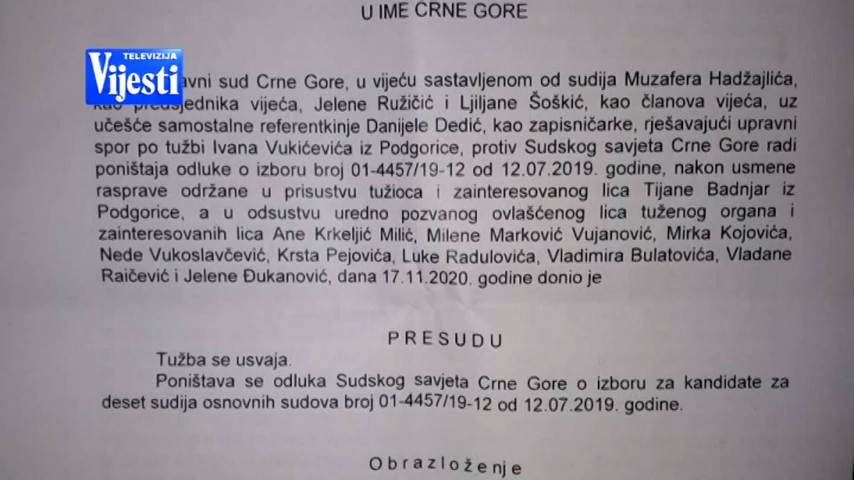 U IME CRNE GORE
TELEVIZIJA
Vijesti
sud Crne Gore, u vijeću sastavljenom od sudija Muzafera Hadžajlića,
kao predsjednika vijeća, Jelene Ružičić i Ljiljane Šoškić, kao članova vijeća, uz
učešće samostalne referentkinje Danijele Dedić, kao zapisničarke, rješavajući upravni
spor po tužbi Ivana Vukićevića iz Podgorice, protiv Sudskog savjeta Crne Gore radi
poništaja odluke o izboru broj 01-4457/19-12 od 12.07.2019. godine, nakon usmene
rasprave održane u prisustvu tužioca i zainteresovanog lica Tijane Badnjar iz
Podgorice, a u odsustvu uredno pozvanog ovlašćenog lica tuženog organa i
zainteresovanih lica Ane Krkeljić Milić, Milene Marković Vujanović, Mirka Kojovića,
Nede Vukoslavčević, Krsta Pejovića, Luke Radulovića, Vladimira Bulatovića, Vladane
Raičević i Jelene Đukanović, dana 17.11.2020. godine donio je
P R E S U D U
Tužba se usvaja.
Poništava se odluka Sudskog savjeta Crne Gore o izboru za kandidate za
deset sudija osnovnih sudova broj 01-4457/19-12 od 12.07.2019. godine.
O b r a z l o ž e nj e